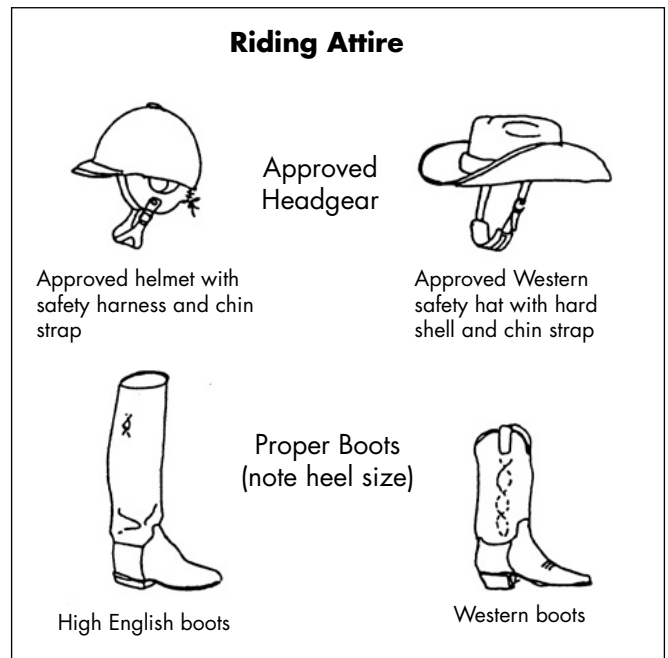 Riding Attire
Approved
Headgear
Approved helmet with
safety harness and chin
strap
Approved Western
safety hat with hard
shell and chin strap
Proper Boots
(note heel size)
High English boots
Western boots